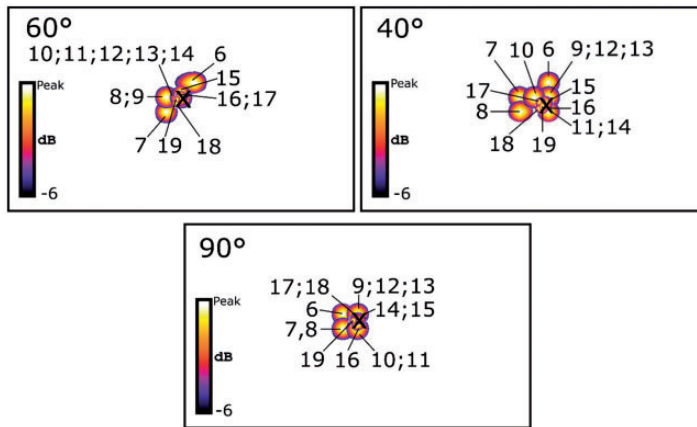 60°
10;11;12;13;14 6
Peak
15
8;9
16;17
dB
7 19 18
-6
40°
7 10 6 9;12;13
Peak
17
15
8
16
dB
11;14
18 19
-6
90°
17;18 9;12;13
Peak
6
14;15
7,8
dB
19 16 10;11
-6
X
X
X